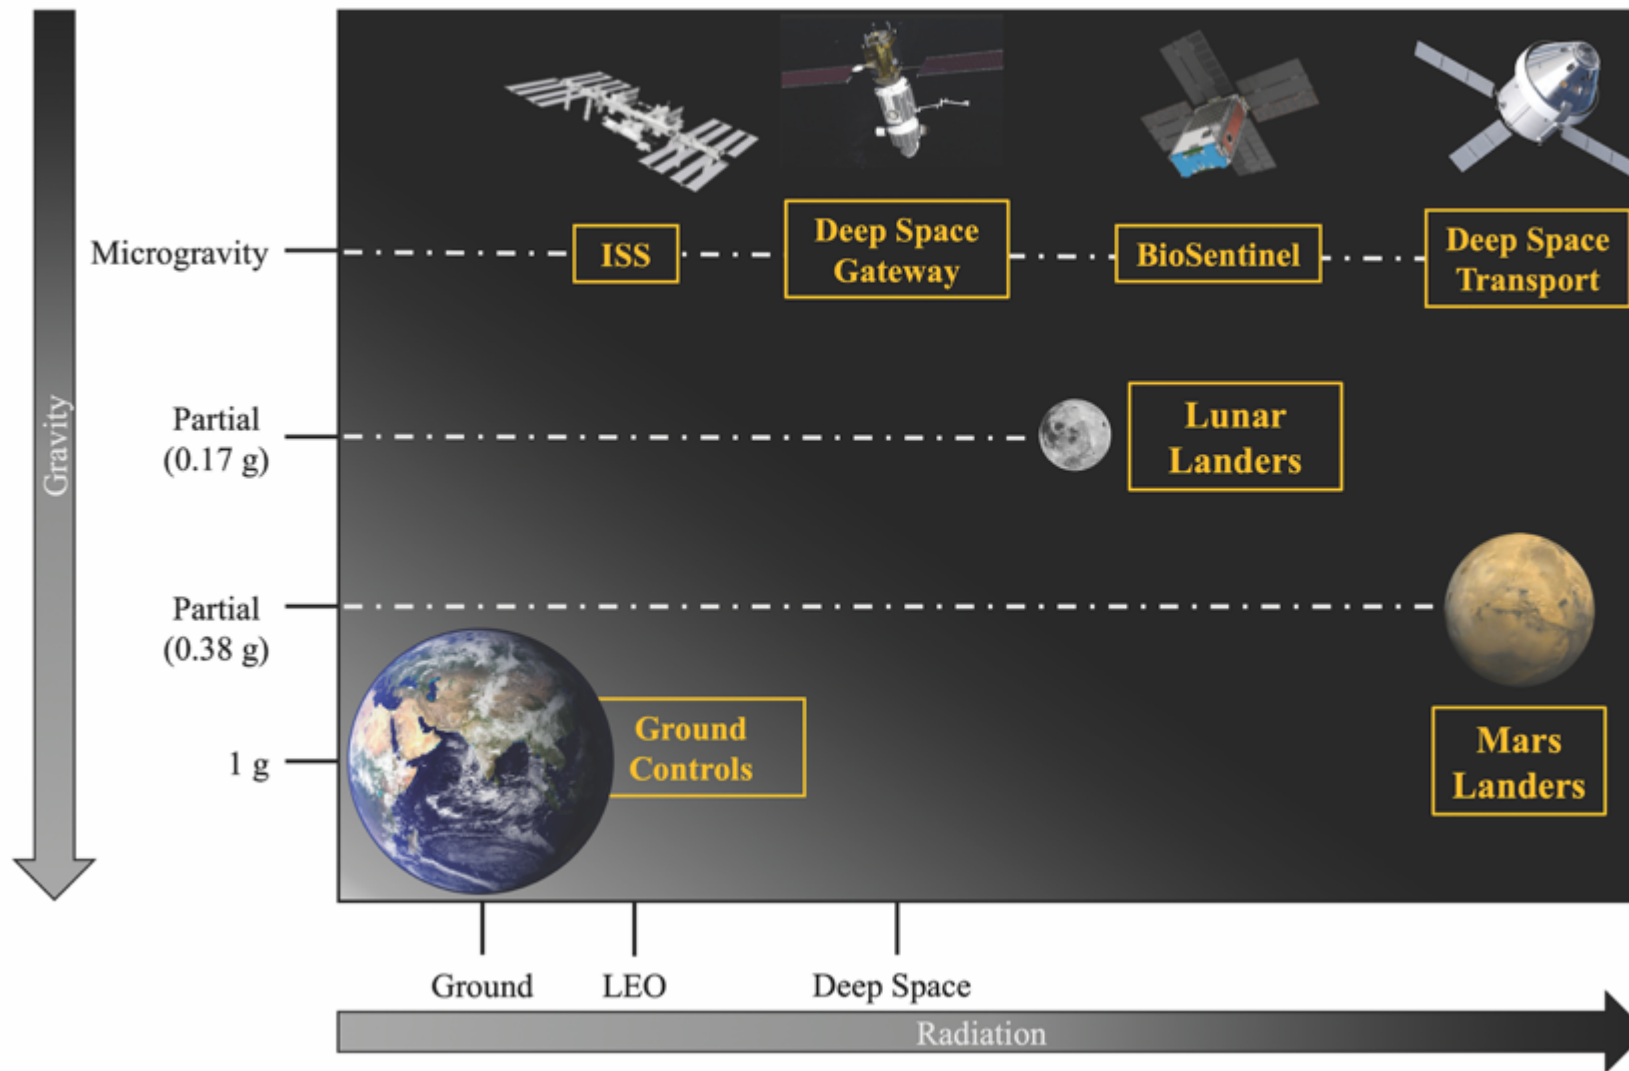 Gravity
Microgravity
ISS
Deep Space
Gateway
BioSentinel
Deep Space
Transport
Partial
(0.17 g)
Lunar
Landers
Partial
(0.38 g)
1 g
Ground
Controls
Mars
Landers
Ground
LEO
Deep Space
Radiation